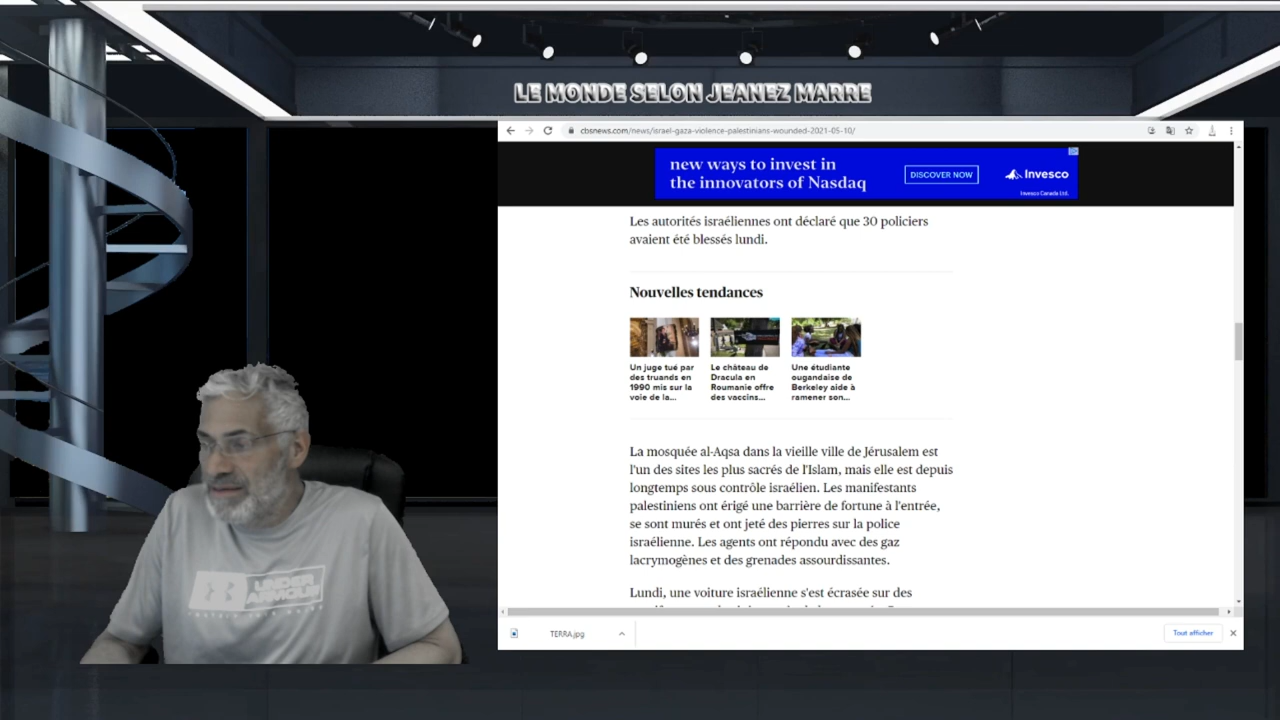 LE MONDE SELON JEANEZ MARRE
cbsnews.com/news/israel-gaza-violence-palestinians-wounded-2021-05-10/
new ways to invest in
the innovators of Nasdaq
DISCOVER NOW
Invesco
Invesco Canada Ltd.
Les autorités israéliennes ont déclaré que 30 policiers
avaient été blessés lundi.
Nouvelles tendances
Un juge tué par
des truands en
1990 mis sur la
voie de la...
Le château de
Dracula en
Roumanie offre
des vaccins...
Une étudiante
ougandaise de
Berkeley aide à
ramener son...
La mosquée al-Aqsa dans la vieille ville de Jérusalem est
l'un des sites les plus sacrés de l'Islam, mais elle est depuis
longtemps sous contrôle israélien. Les manifestants
palestiniens ont érigé une barrière de fortune à l'entrée,
se sont murés et ont jeté des pierres sur la police
israélienne. Les agents ont répondu avec des gaz
lacrymogènes et des grenades assourdissantes.
Lundi, une voiture israélienne s'est écrasée sur des
UNDER
ARMOUR
TERRA.jpg
Tout afficher